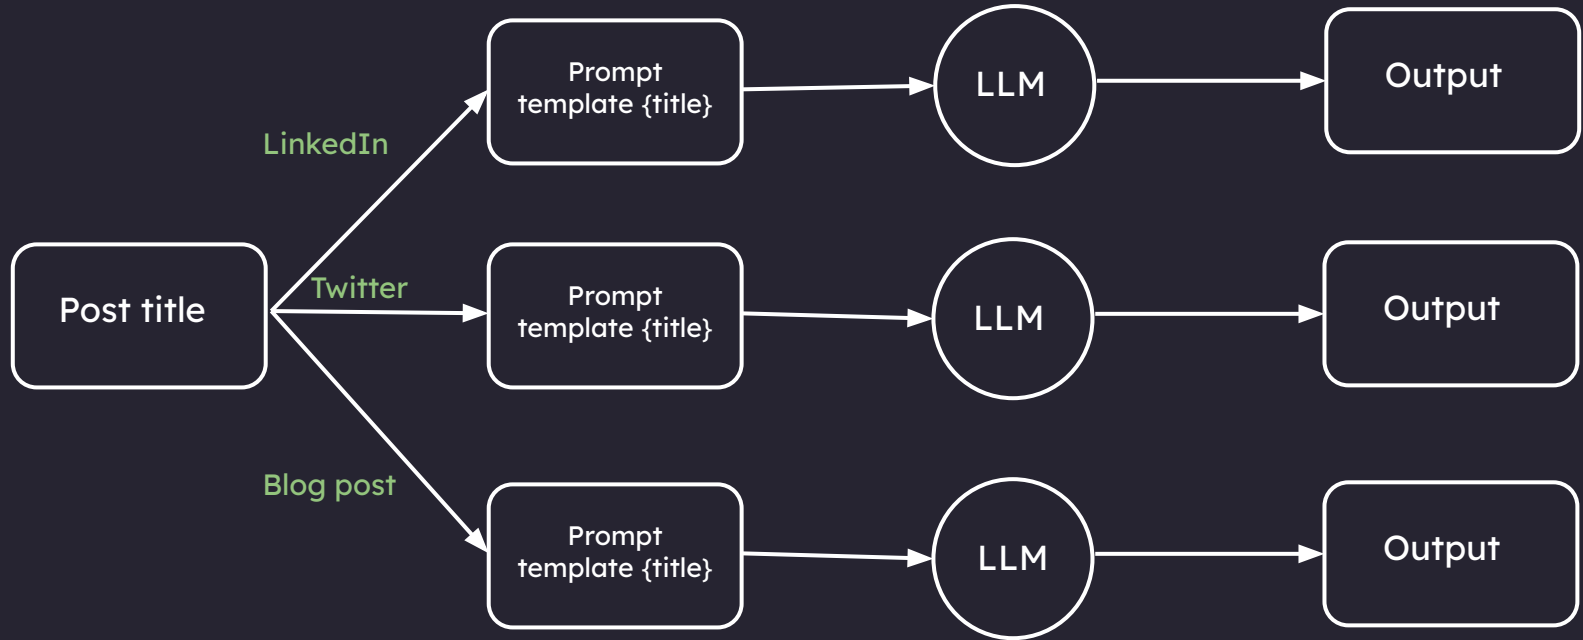 Prompt
template {title}
LLM
Output
LinkedIn
Post title
Twitter
Prompt
template {title}
LLM
Output
Blog post
Prompt
template {title}
LLM
Output